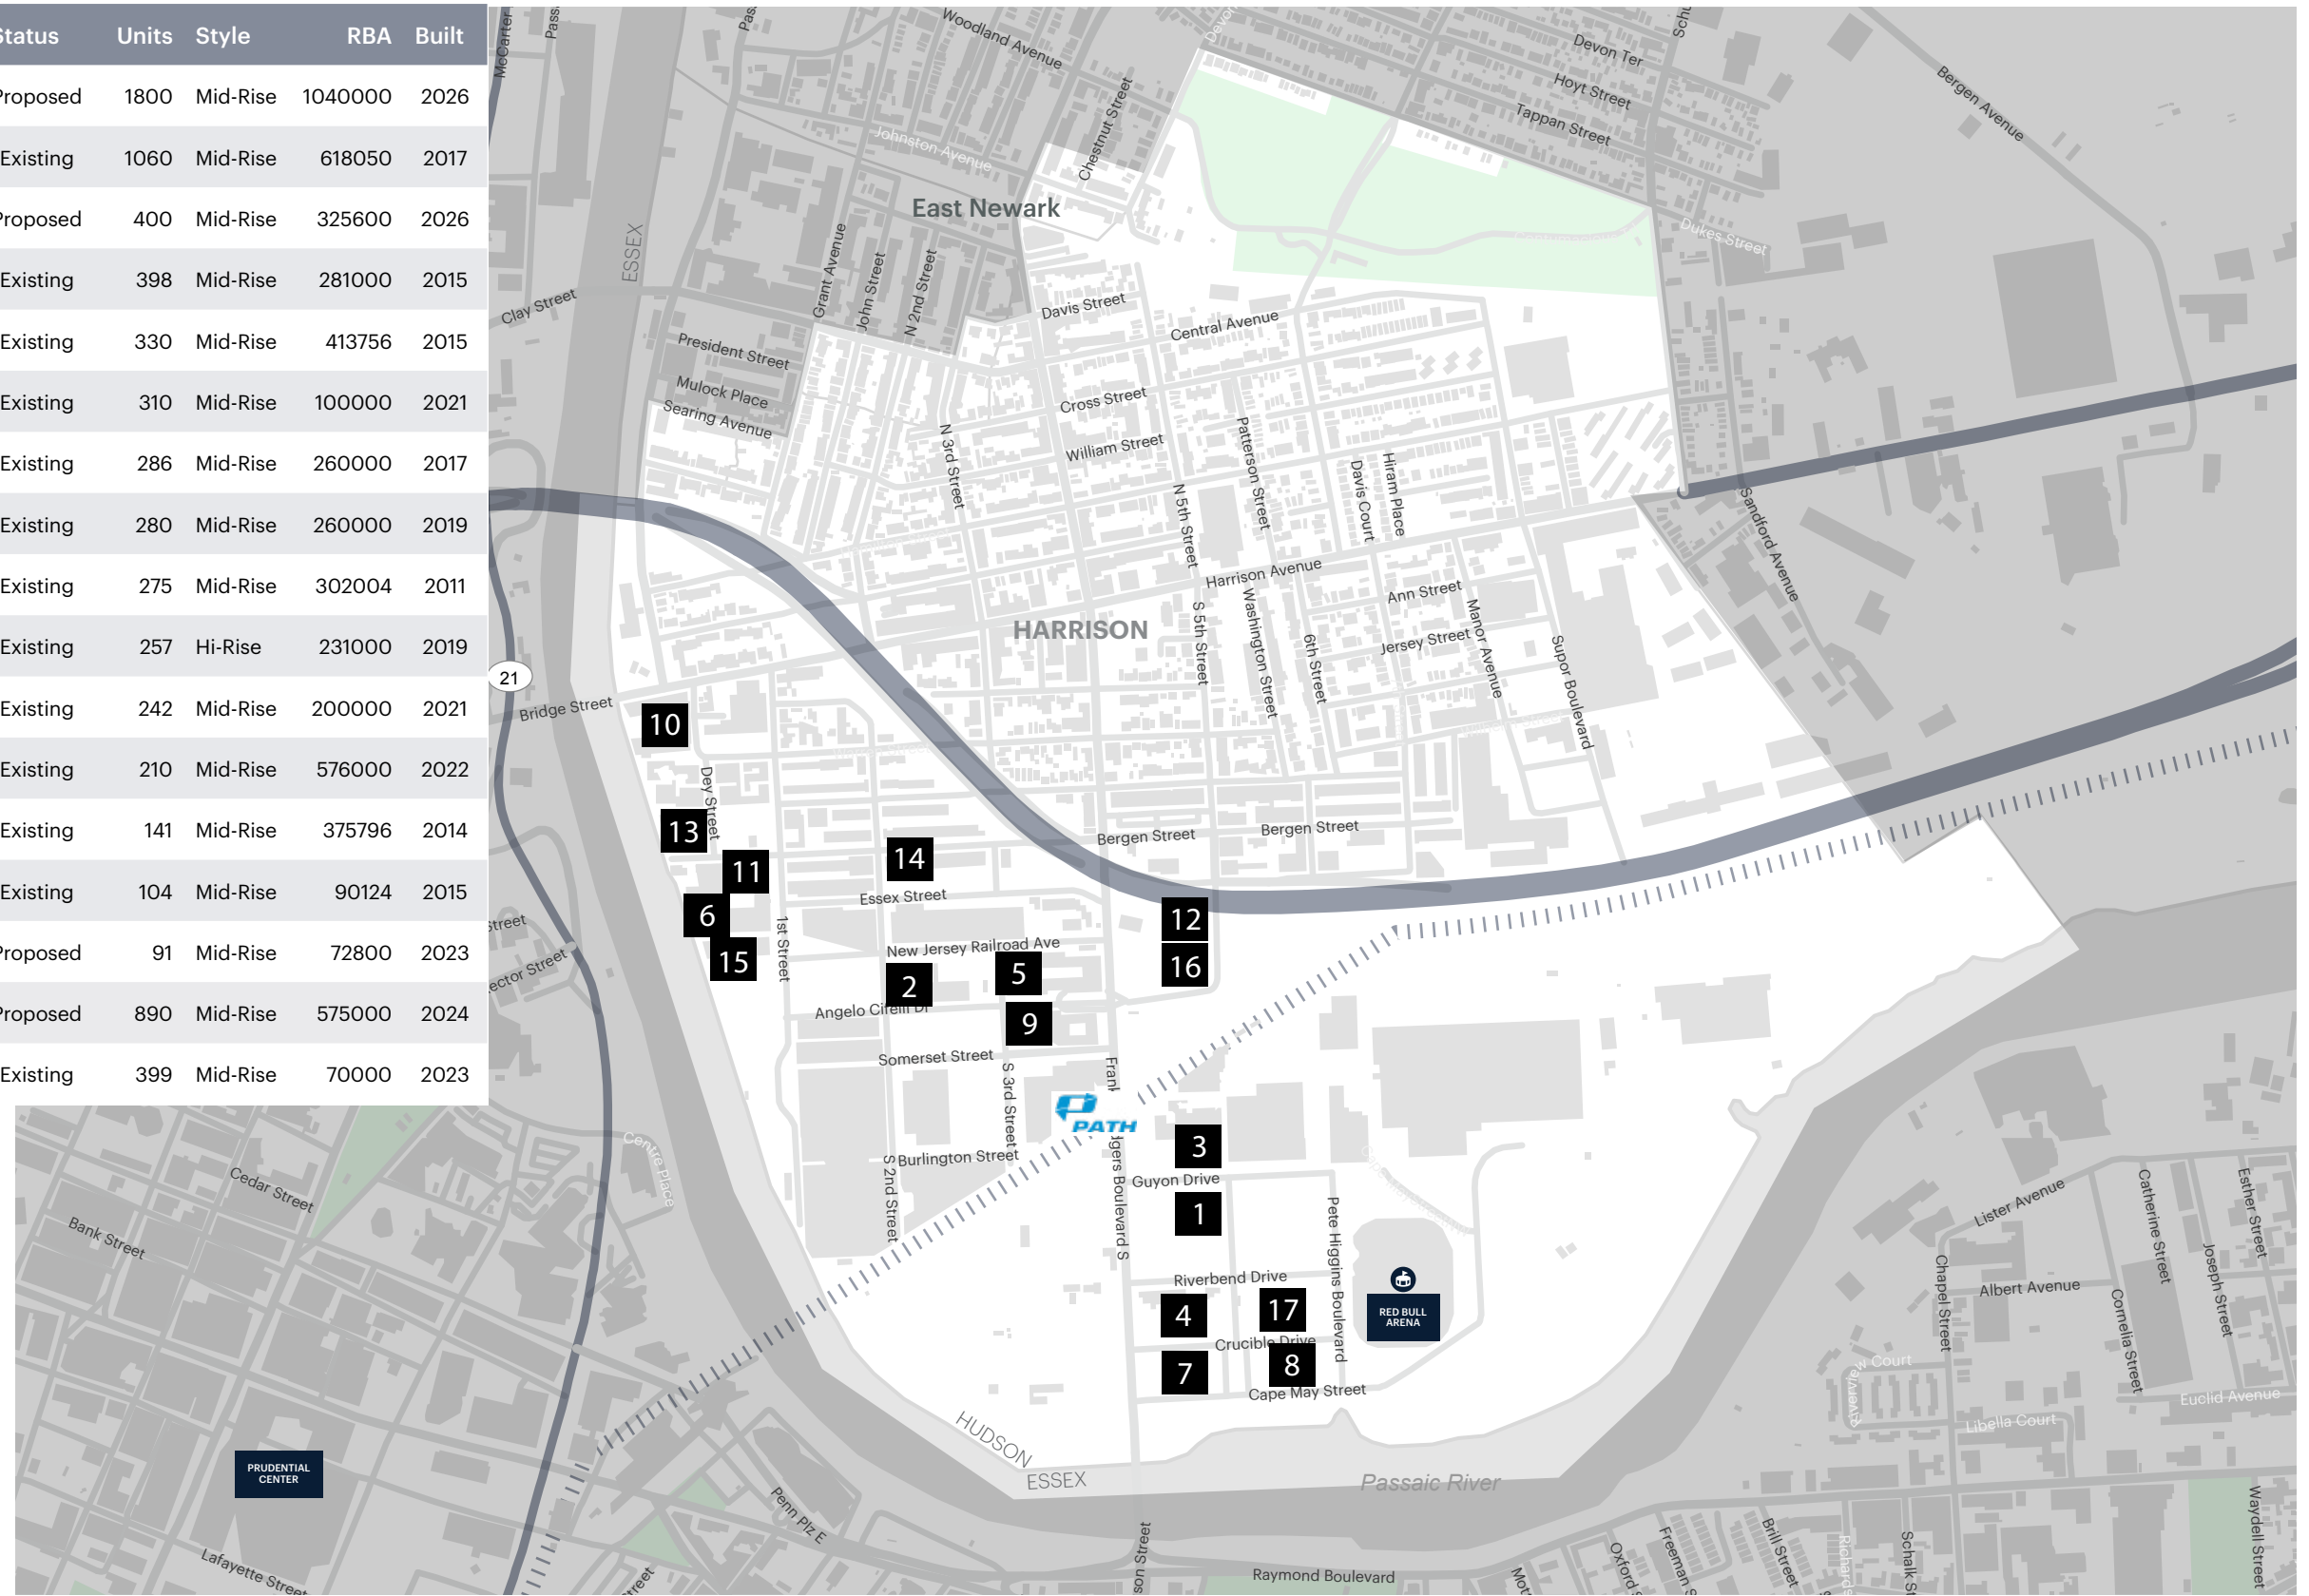 Status Units Style RBA Built
Proposed 1800 Mid-Rise 1040000 2026
Existing 1060 Mid-Rise 618050 2017
Proposed 400 Mid-Rise 325600 2026
Existing 398 Mid-Rise 281000 2015
Existing 330 Mid-Rise 413756 2015
Existing 310 Mid-Rise 100000 2021
Existing 286 Mid-Rise 260000 2017
Existing 280 Mid-Rise 260000 2019
Existing 275 Mid-Rise 302004 2011
Existing 257 Hi-Rise 231000 2019
Existing 242 Mid-Rise 200000 2021
Existing 210 Mid-Rise 576000 2022
Existing 141 Mid-Rise 375796 2014
Existing 104 Mid-Rise 90124 2015
Proposed 91 Mid-Rise 72800 2023
Proposed 890 Mid-Rise 575000 2024
Existing 399 Mid-Rise 70000 2023
McCarter
Woodland Avenue
Devon Ter
Hoyt Street
Tappan Street
Bergen Avenue
Chestnut Street
Johnston Avenue
East Newark
Dukes Street
ESSEX
Grant Avenue
John Street
N 2nd Street
Clay Street
Davis Street
Central Avenue
President Street
Mulock Place
Searing Avenue
Cross Street
William Street
N 3rd Street
Patterson Street
N 5th Street
Davis Court
Hiram Place
Sandford Avenue
Harrison Avenue
Ann Street
HARRISON
S 5th Street
Washington Street
6th Street
Jersey Street
Manor Avenue
Supor Boulevard
21
Bridge Street
10
Dey Street
13
11
14
Bergen Street
Bergen Street
Essex Street
6
12
15
1st Street
New Jersey Railroad Ave
16
2
5
Angelo Cifelli Dr
9
Somerset Street
S 3rd Street
PATH
3
Burlington Street
S 2nd Street
Guyon Drive
1
Pete Higgins Boulevard
Riverbend Drive
4
17
RED BULL
ARENA
Crucible Drive
7
8
Cape May Street
HUDSON
ESSEX
Passaic River
Centre Place
Cedar Street
Bank Street
PRUDENTIAL
CENTER
Lafayette Street
Penn Plz E
Raymond Boulevard
Lister Avenue
Catherine Street
Esther Street
Joseph Street
Chapel Street
Albert Avenue
Cornelia Street
Euclid Avenue
Libella Court
Brill Street
Waydell Street